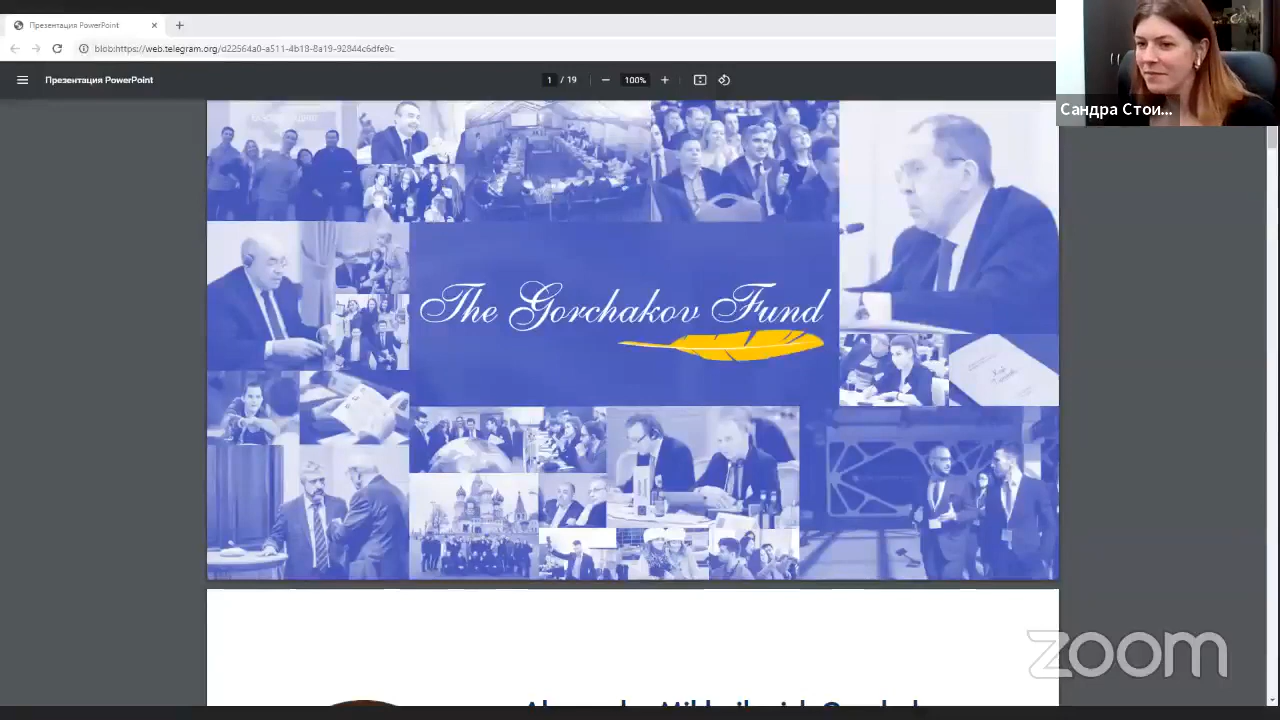 Презентация PowerPoint
blob:https://web.telegram.org/d22564a0-a511-4b18-8a19-92844c6dfe9c
Презентация PowerPoint
1 / 19
100%
Сандра Стои...
The Gorchakov Fund
zoom